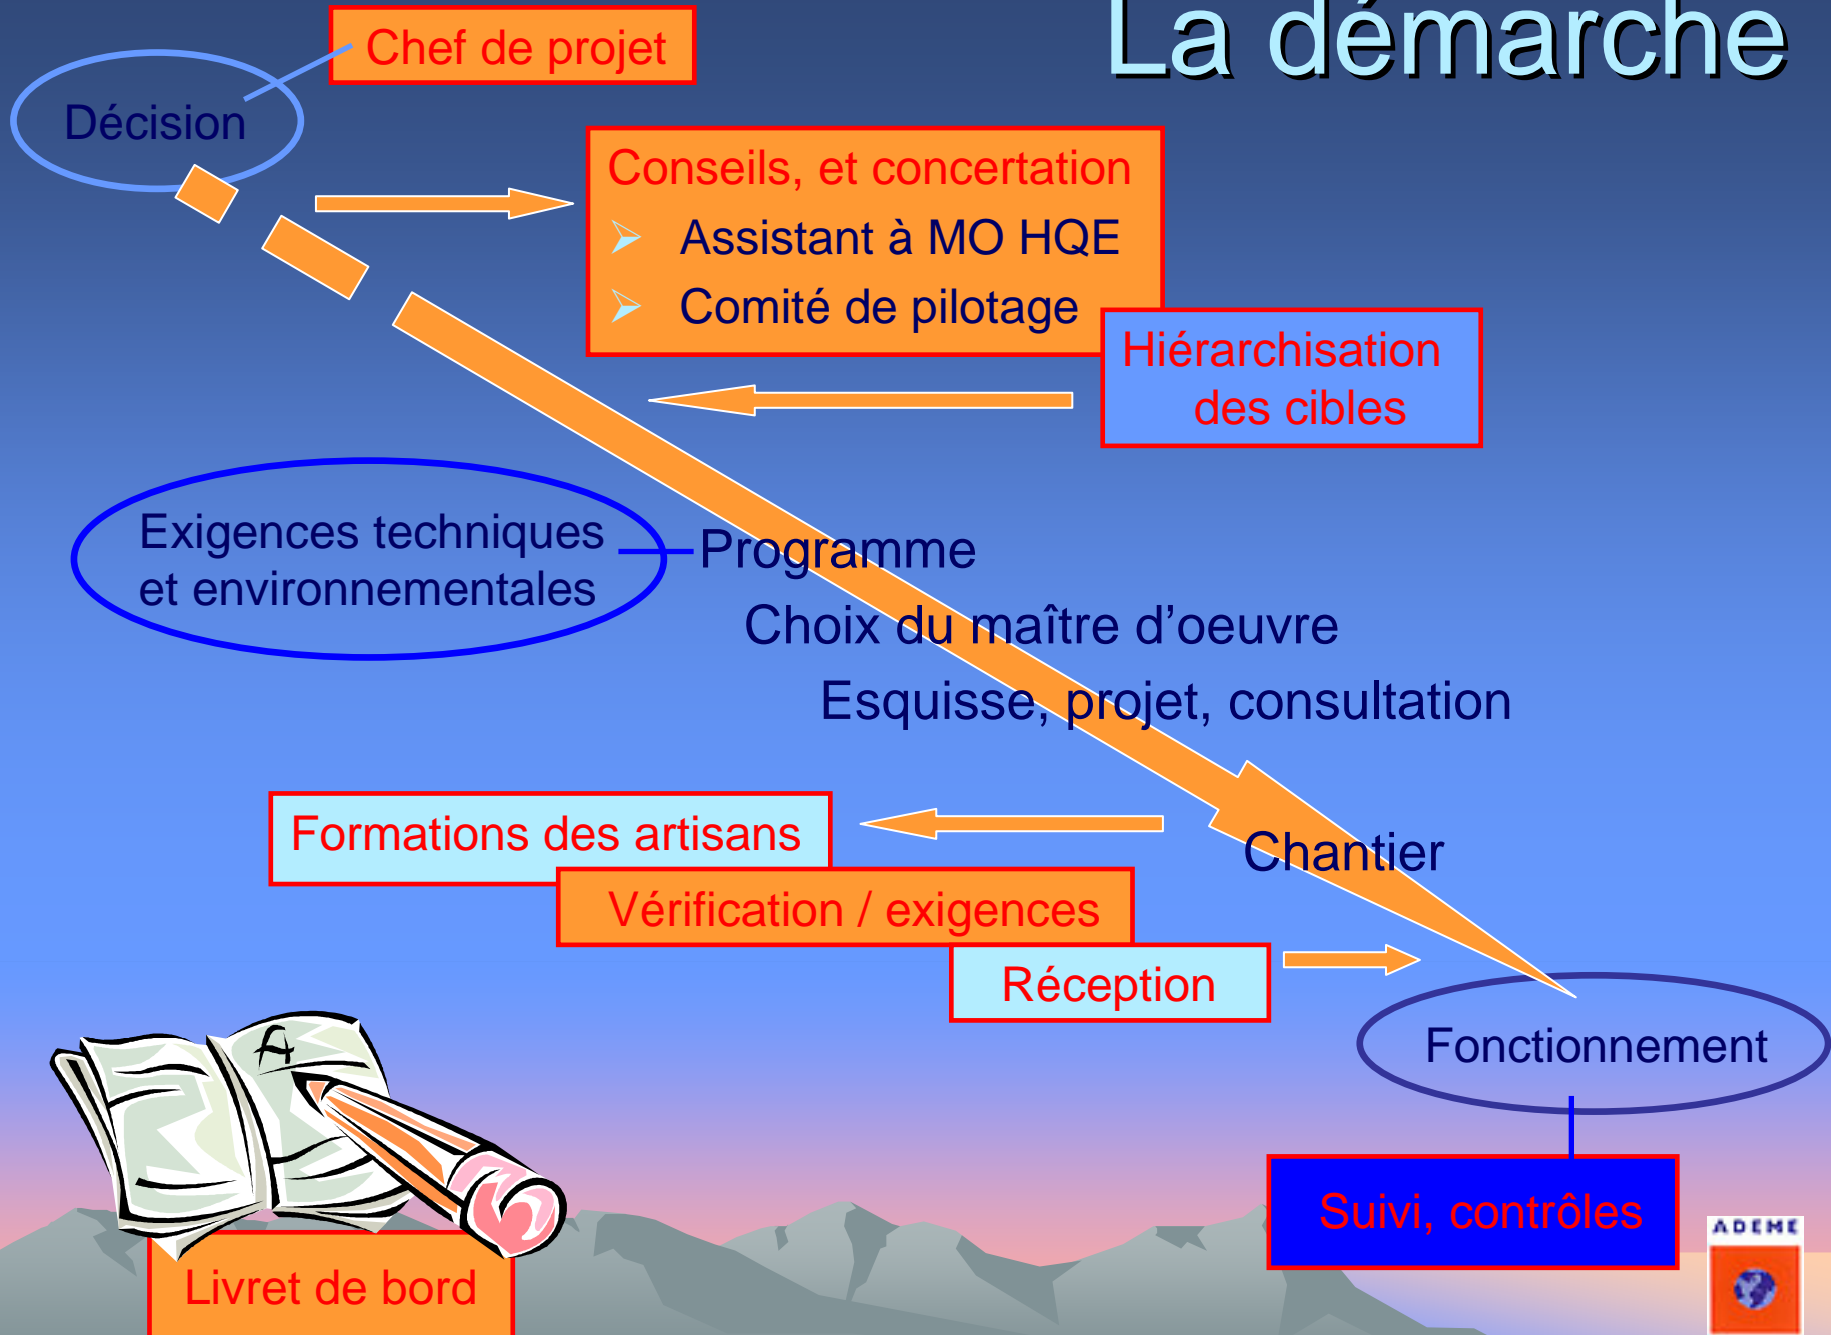 La démarche
Chef de projet
Décision
Conseils, et concertation
Assistant à MO HQE
Comité de pilotage
Hiérarchisation
des cibles
Exigences techniques
et environnementales
Programme
Choix du maître d’oeuvre
Esquisse, projet, consultation
Formations des artisans
Chantier
Vérification / exigences
Réception
Fonctionnement
Suivi, contrôles
Livret de bord
A
ADEME